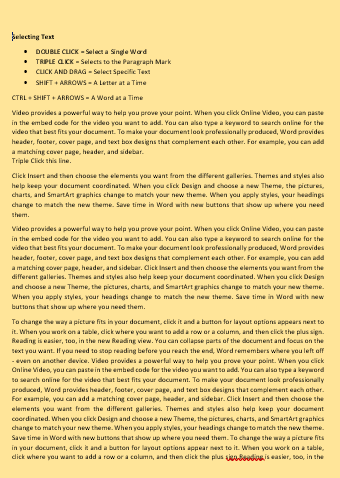 Selecting Text
• DOUBLE CLICK = Select a Single Word
• TRIPLE CLICK = Selects to the Paragraph Mark
• CLICK AND DRAG = Select Specific Text
• SHIFT + ARROWS = A Letter at a Time
CTRL = SHIFT + ARROWS = A Word at a Time
Video provides a powerful way to help you prove your point. When you click Online Video, you can paste
in the embed code for the video you want to add. You can also type a keyword to search online for the
video that best fits your document. To make your document look professionally produced, Word provides
header, footer, cover page, and text box designs that complement each other. For example, you can add
a matching cover page, header, and sidebar.
Triple Click this line.
Click Insert and then choose the elements you want from the different galleries. Themes and styles also
help keep your document coordinated. When you click Design and choose a new Theme, the pictures,
charts, and SmartArt graphics change to match your new theme. When you apply styles, your headings
change to match the new theme. Save time in Word with new buttons that show up where you need
them.
Video provides a powerful way to help you prove your point. When you click Online Video, you can paste
in the embed code for the video you want to add. You can also type a keyword to search online for the
video that best fits your document. To make your document look professionally produced, Word provides
header, footer, cover page, and text box designs that complement each other. For example, you can add
a matching cover page, header, and sidebar. Click Insert and then choose the elements you want from the
different galleries. Themes and styles also help keep your document coordinated. When you click Design
and choose a new Theme, the pictures, charts, and SmartArt graphics change to match your new theme.
When you apply styles, your headings change to match the new theme. Save time in Word with new
buttons that show up where you need them.
To change the way a picture fits in your document, click it and a button for layout options appears next to
it. When you work on a table, click where you want to add a row or a column, and then click the plus sign.
Reading is easier, too, in the new Reading view. You can collapse parts of the document and focus on the
text you want. If you need to stop reading before you reach the end, Word remembers where you left off
- even on another device. Video provides a powerful way to help you prove your point. When you click
Online Video, you can paste in the embed code for the video you want to add. You can also type a keyword
to search online for the video that best fits your document. To make your document look professionally
produced, Word provides header, footer, cover page, and text box designs that complement each other.
For example, you can add a matching cover page, header, and sidebar. Click Insert and then choose the
elements you want from the different galleries. Themes and styles also help keep your document
coordinated. When you click Design and choose a new Theme, the pictures, charts, and SmartArt graphics
change to match your new theme. When you apply styles, your headings change to match the new theme.
Save time in Word with new buttons that show up where you need them. To change the way a picture fits
in your document, click it and a button for layout options appear next to it. When you work on a table,
click where you want to add a row or a column, and then click the plus sign.Reading is easier, too, in the